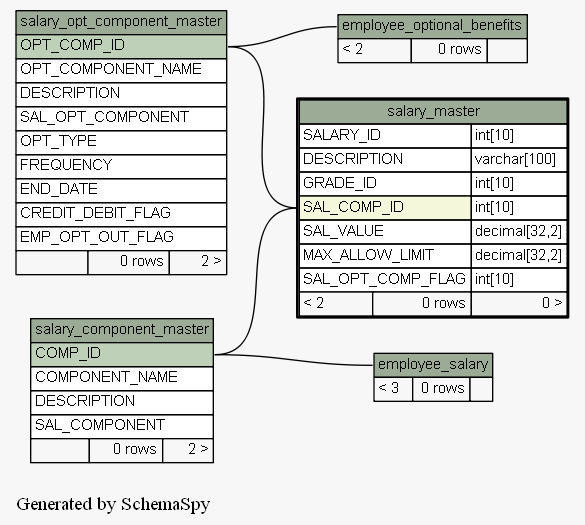 salary_opt_component_master
OPT_COMP_ID
OPT_COMPONENT_NAME
DESCRIPTION
SAL_OPT_COMPONENT
OPT_TYPE
FREQUENCY
END_DATE
CREDIT_DEBIT_FLAG
EMP_OPT_OUT_FLAG
0 rows 2 >
employee_optional_benefits
< 2 0 rows
salary_master
SALARY_ID int[10]
DESCRIPTION varchar[100]
GRADE_ID int[10]
SAL_COMP_ID int[10]
SAL_VALUE decimal[32,2]
MAX_ALLOW_LIMIT decimal[32,2]
SAL_OPT_COMP_FLAG int[10]
< 2 0 rows 0 >
salary_component_master
COMP_ID
COMPONENT_NAME
DESCRIPTION
SAL_COMPONENT
0 rows 2 >
employee_salary
< 3 0 rows
Generated by SchemaSpy